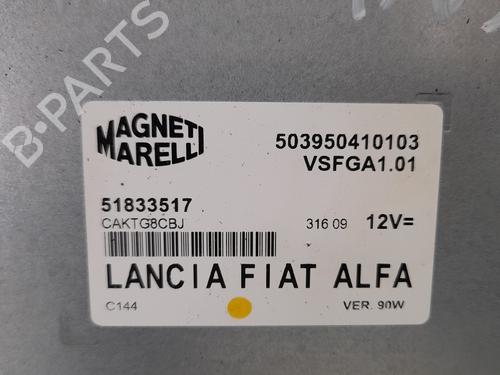 B-PARTS
MAGNETI
MARELLI
503950410103
VSFGA1.01
51833517
CAKTG8CBJ
316 09
12V=
LANCIA FIAT ALFA
C144
VER. 90W